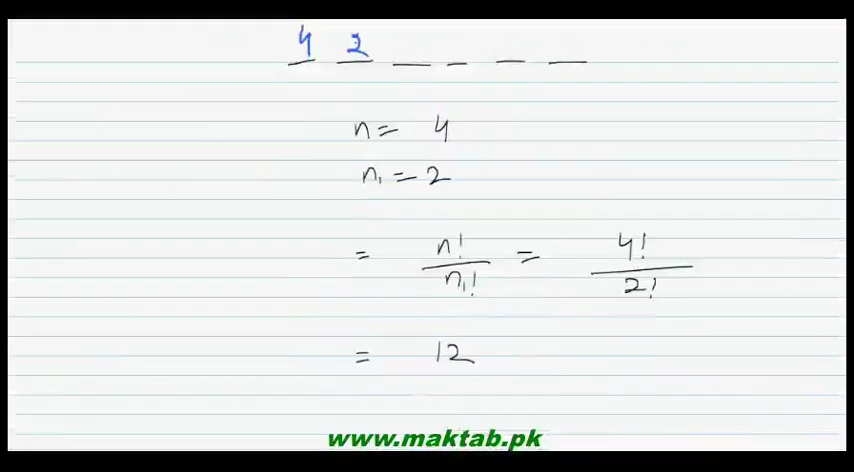 4 2 _ _ _ _
n = 4
n₁ = 2
= n!/n₁! = 4!/2!
= 12
www.maktab.pk